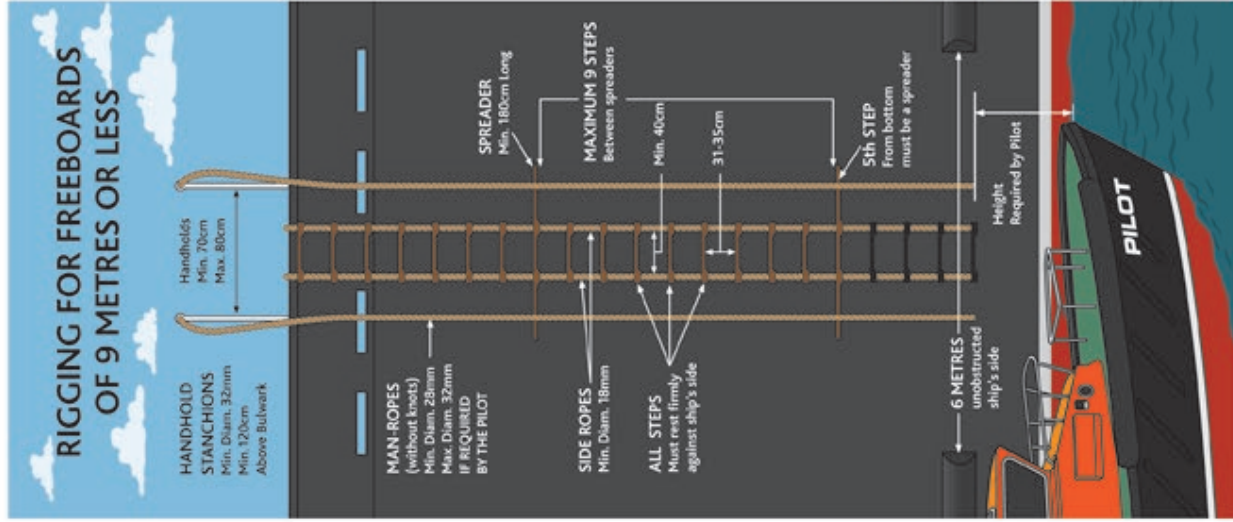 RIGGING FOR FREEBOARDS
OF 9 METRES OR LESS
HANDHOLD
STANCHIONS
Min. Diam. 32mm
Min. 120cm
Above Bulwark
Handholds
Min. 70cm
Max. 80cm
MAN-ROPES
(without knots)
Min. Diam. 28mm
Max. Diam. 32mm
IF REQUIRED
BY THE PILOT
SPREADER
Min. 180cm Long
MAXIMUM 9 STEPS
Between spreaders
SIDE ROPES
Min. Diam. 18mm
Min. 40cm
31-35cm
ALL STEPS
Must rest firmly
against ship's side
5th STEP
From bottom
must be a spreader
6 METRES
unobstructed
ship's side
Height
Required by Pilot
PILOT